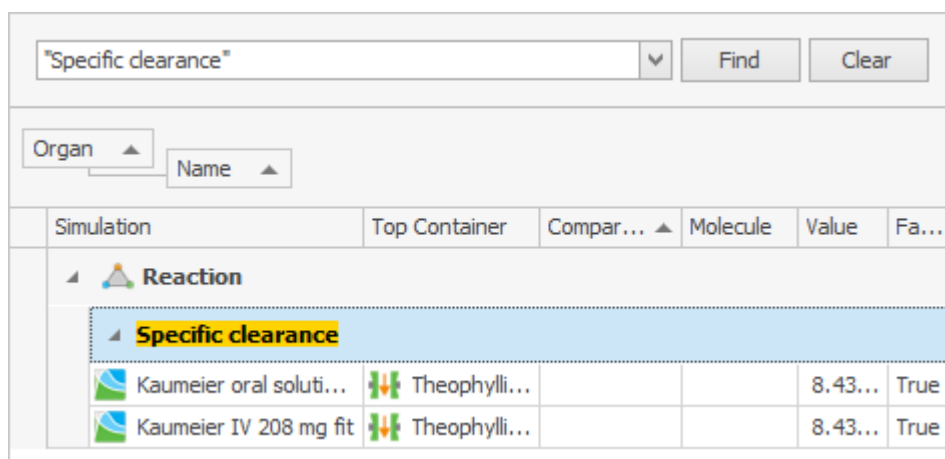 "Specific clearance" Find Clear
Organ
Name
Simulation Top Container Compar... Molecule Value Fa...
Reaction
Specific clearance
Kaumeier oral soluti... Theophylli... 8.43... True
Kaumeier IV 208 mg fit Theophylli... 8.43... True